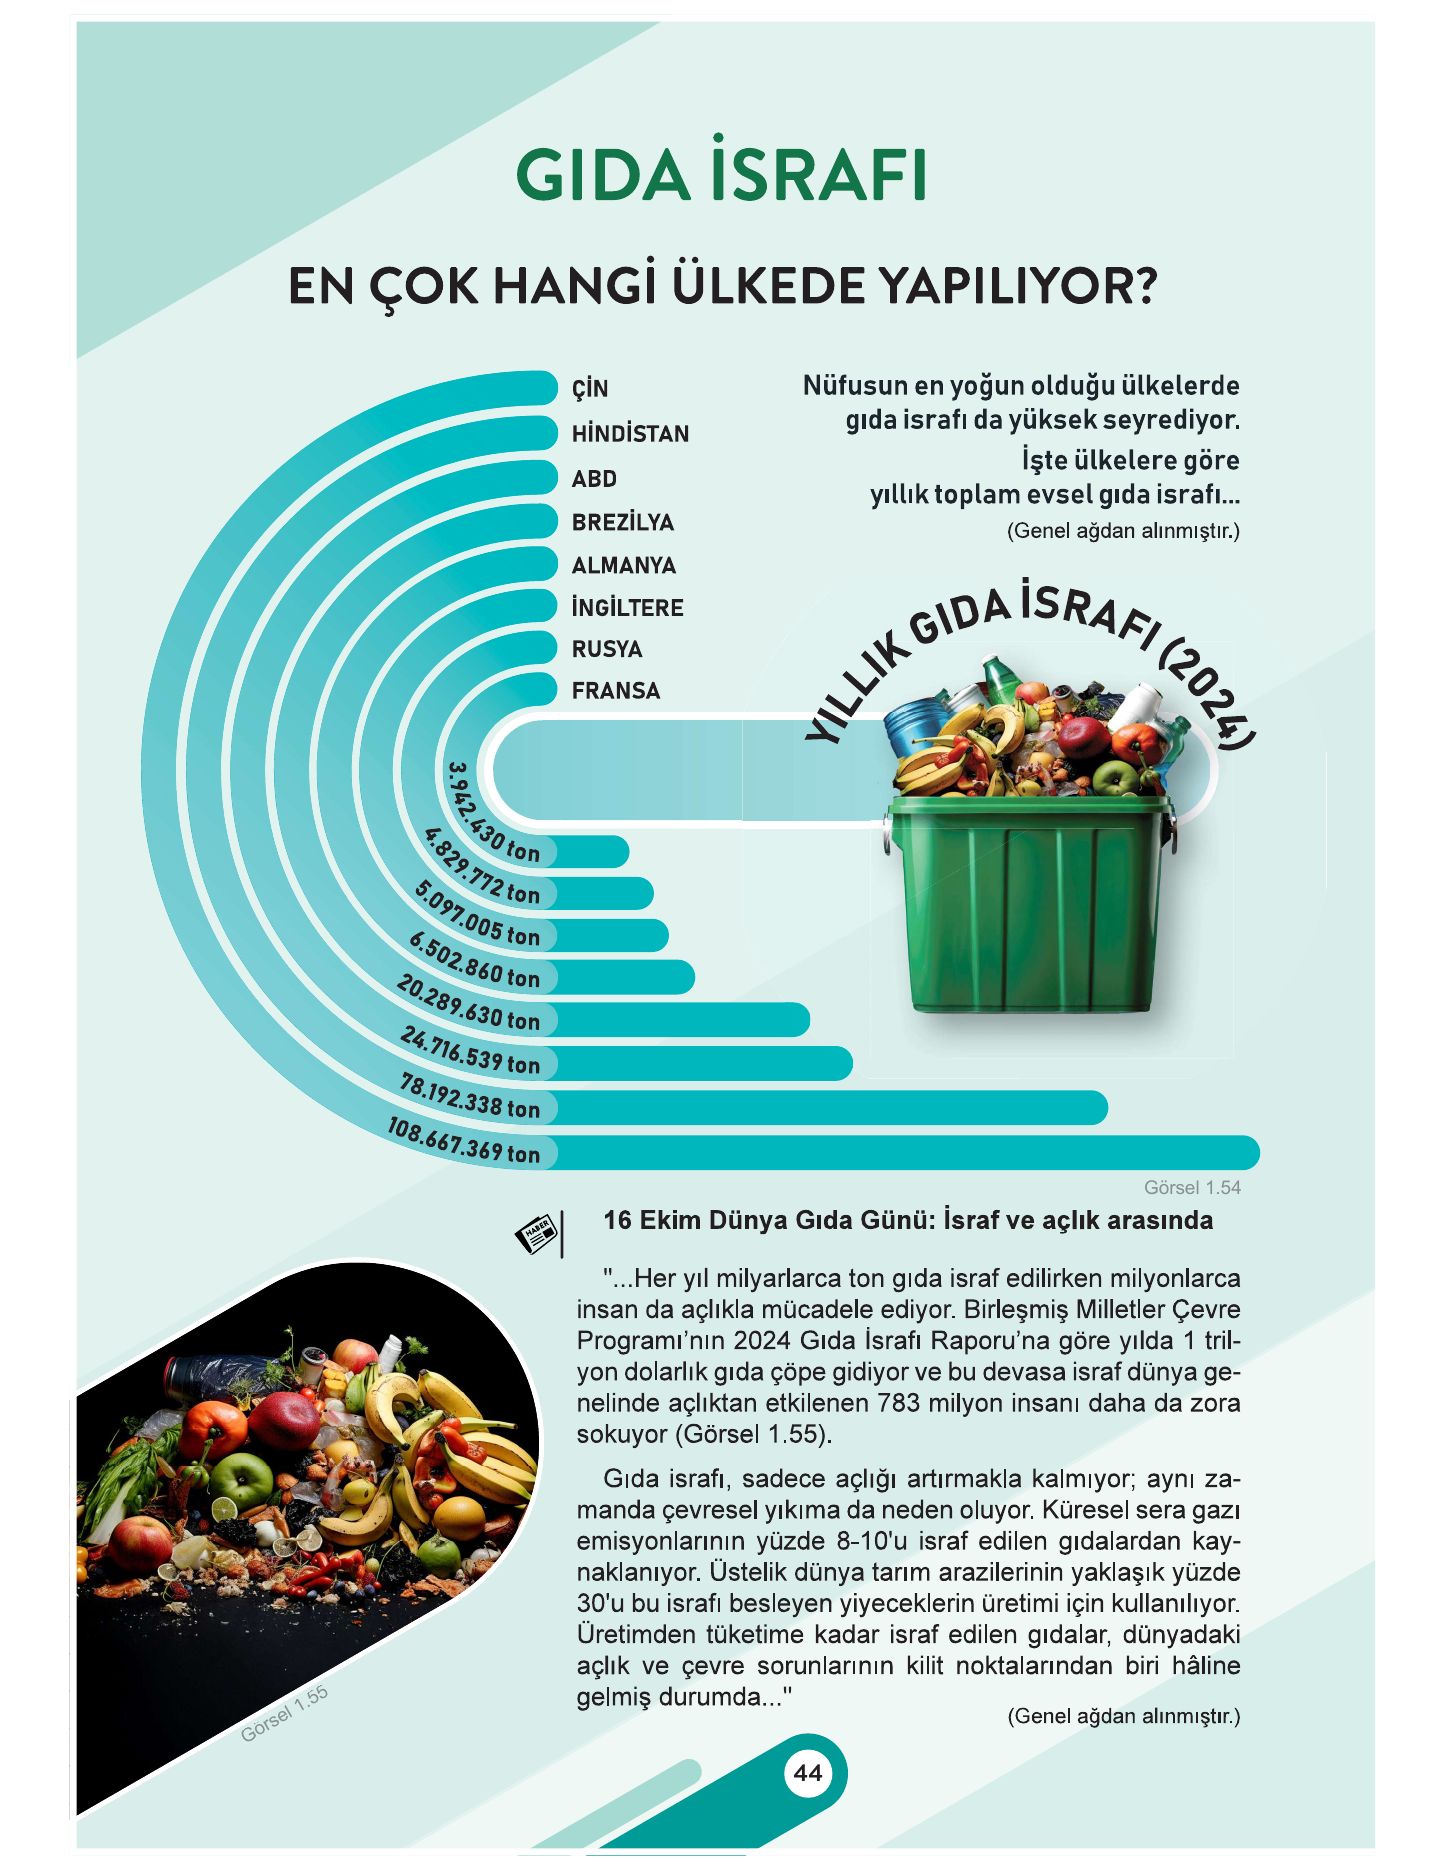 GIDA İSRAFI
EN ÇOK HANGİ ÜLKEDE YAPILIYOR?
ÇİN
HİNDİSTAN
ABD
BREZİLYA
ALMANYA
İNGİLTERE
RUSYA
FRANSA
Nüfusun en yoğun olduğu ülkelerde
gıda israfı da yüksek seyrediyor.
İşte ülkelere göre
yıllık toplam evsel gıda israfı...
(Genel ağdan alınmıştır.)
YILLIK GIDA İSRAFI (2024)
3.942.430 ton
4.829.772 ton
5.097.005 ton
6.502.860 ton
20.289.630 ton
24.716.539 ton
78.192.338 ton
108.667.369 ton
Görsel 1.54
HABER
16 Ekim Dünya Gıda Günü: İsraf ve açlık arasında
"...Her yıl milyarlarca ton gıda israf edilirken milyonlarca
insan da açlıkla mücadele ediyor. Birleşmiş Milletler Çevre
Programı’nın 2024 Gıda İsrafı Raporu’na göre yılda 1 tril-
yon dolarlık gıda çöpe gidiyor ve bu devasa israf dünya ge-
nelinde açlıktan etkilenen 783 milyon insanı daha da zora
sokuyor (Görsel 1.55).
Gıda israfı, sadece açlığı artırmakla kalmıyor; aynı za-
manda çevresel yıkıma da neden oluyor. Küresel sera gazı
emisyonlarının yüzde 8-10'u israf edilen gıdalardan kay-
naklanıyor. Üstelik dünya tarım arazilerinin yaklaşık yüzde
30'u bu israfı besleyen yiyeceklerin üretimi için kullanılıyor.
Üretimden tüketime kadar israf edilen gıdalar, dünyadaki
açlık ve çevre sorunlarının kilit noktalarından biri hâline
gelmiş durumda..."
(Genel ağdan alınmıştır.)
Görsel 1.55
44